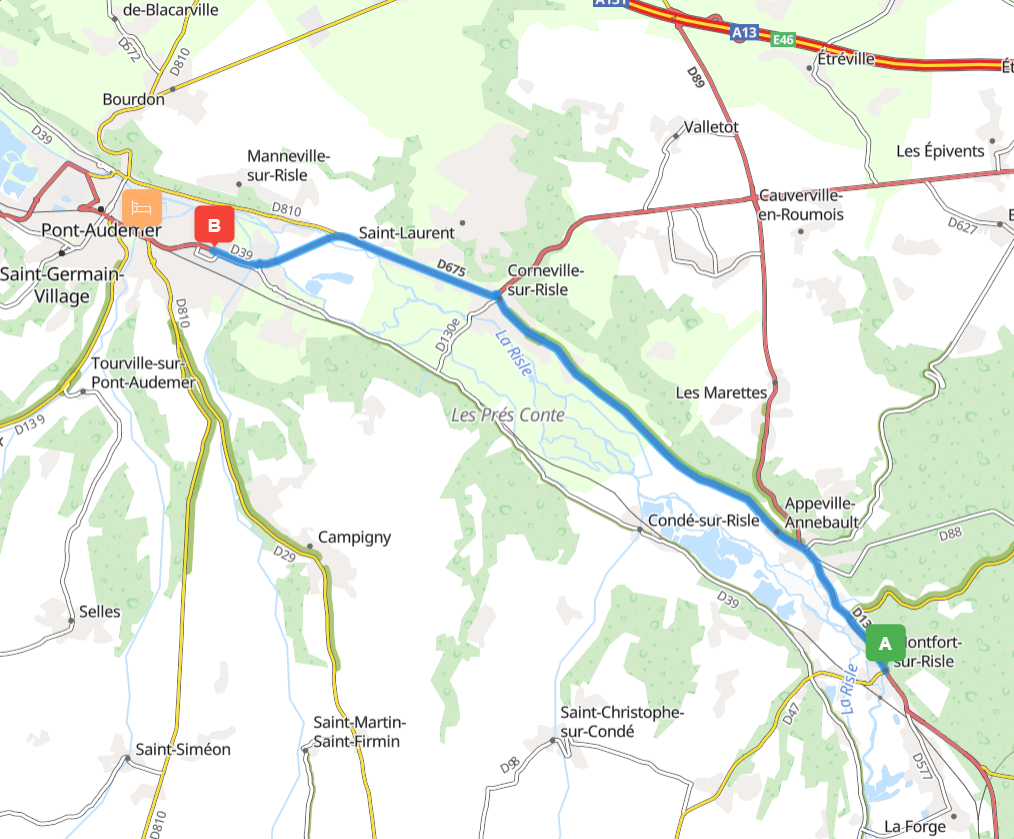 A131
de-Blacarville
D672
D810
A13
E46
Étréville
Ét
D89
Bourdon
D39
Valletot
Les Épivents
Manneville-
sur-Risle
D810
Cauverville-
en-Roumois
D627
Pont-Audemer
B
D39
Saint-Laurent
D675
Corneville-
sur-Risle
Saint-Germain-
Village
D810
D130e
La Risle
Tourville-sur-
Pont-Audemer
D139
Les Marettes
Les Prés Conte
Appeville-
Annebault
Condé-sur-Risle
D88
Campigny
D29
D39
D13
Selles
A
Montfort-
sur-Risle
La Risle
D47
Saint-Christophe-
sur-Condé
Saint-Martin-
Saint-Firmin
Saint-Siméon
D98
D577
D810
La Forge